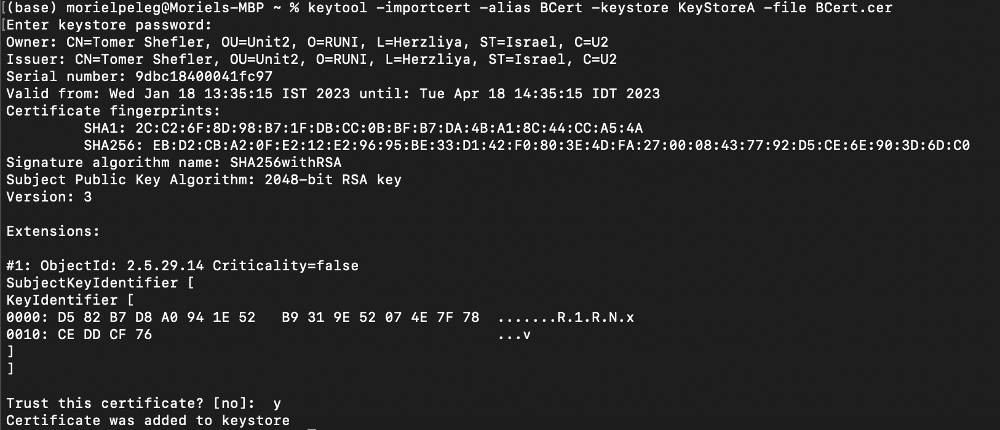 [(base) morielpeleg@Moriels-MBP ~ % keytool -importcert -alias BCert -keystore KeyStoreA -file BCert.cer
[Enter keystore password:
Owner: CN=Tomer Shefler, OU=Unit2, O=RUNI, L=Herzliya, ST=Israel, C=U2
Issuer: CN=Tomer Shefler, OU=Unit2, O=RUNI, L=Herzliya, ST=Israel, C=U2
Serial number: 9dbc18400041fc97
Valid from: Wed Jan 18 13:35:15 IST 2023 until: Tue Apr 18 14:35:15 IDT 2023
Certificate fingerprints:
         SHA1: 2C:C2:6F:8D:98:B7:1F:DB:CC:0B:BF:B7:DA:4B:A1:8C:44:CC:A5:4A
         SHA256: EB:D2:CB:A2:0F:E2:12:E2:96:95:BE:33:D1:42:F0:80:3E:4D:FA:27:00:08:43:77:92:D5:CE:6E:90:3D:6D:C0
Signature algorithm name: SHA256withRSA
Subject Public Key Algorithm: 2048-bit RSA key
Version: 3

Extensions:

#1: ObjectId: 2.5.29.14 Criticality=false
SubjectKeyIdentifier [
KeyIdentifier [
0000: D5 82 B7 D8 A0 94 1E 52   B9 31 9E 52 07 4E 7F 78  .......R.1.R.N.x
0010: CE DD CF 76                                        ...v
]
]

Trust this certificate? [no]:  y
Certificate was added to keystore